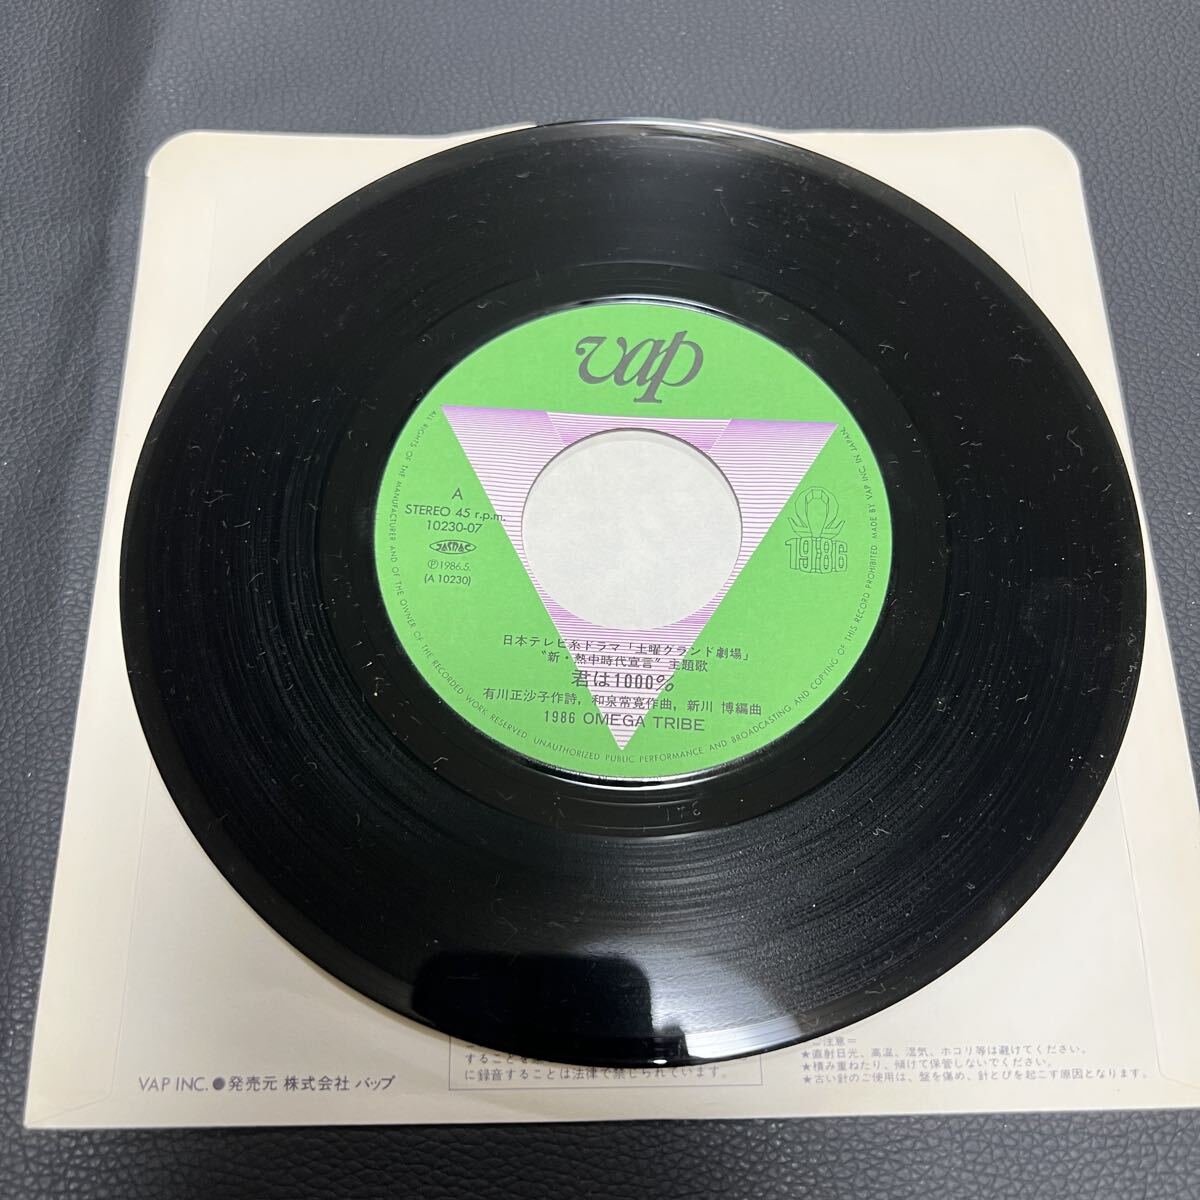 vap
A
STEREO 45 r.p.m.
10230-07
JASRAC
Ⓟ1986.5.
(A 10230)
1986
日本テレビ系ドラマ「土曜グランド劇場」
"新・熱中時代宣言" 主題歌
君は1000%
有川正沙子作詩, 和泉常寛作曲, 新川 博編曲
1986 OMEGA TRIBE
ALL RIGHTS OF THE MANUFACTURER AND OF THE OWNER OF THE RECORDED WORK RESERVED. UNAUTHORIZED PUBLIC PERFORMANCE AND BROADCASTING AND COPYING OF THIS RECORD PROHIBITED. MADE BY VAP INC. IN JAPAN.
に録音することは法律で禁じられています。
ご注意＝
★直射日光、高温、湿気、ホコリ等は避けてください。
★積み重ねたり、傾けて保管しないでください。
★古い針のご使用は、盤を傷め、針とびを起こす原因となります。
VAP INC.●発売元 株式会社 バップ